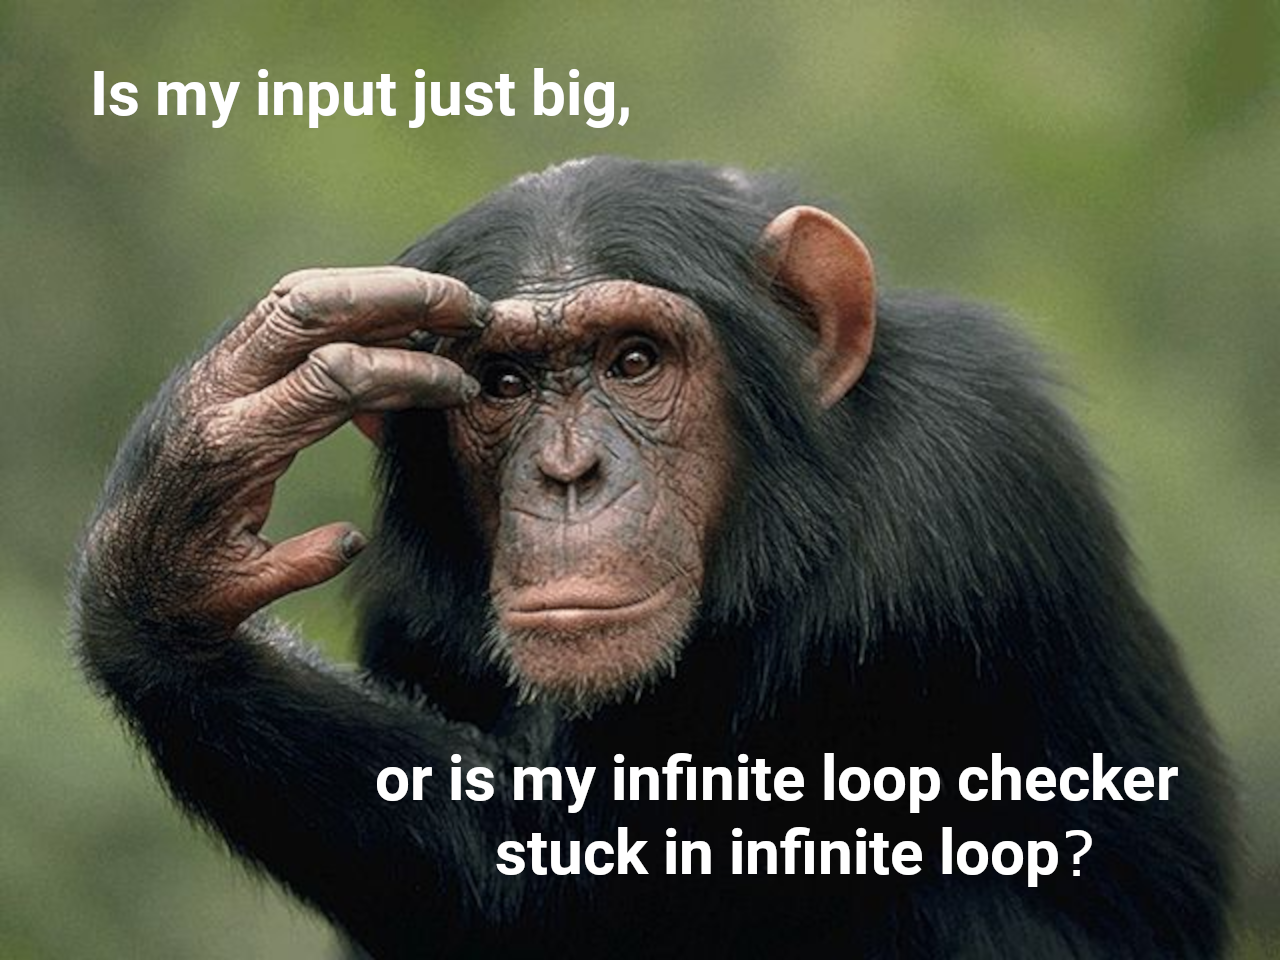 Is my input just big,
or is my infinite loop checker
stuck in infinite loop?